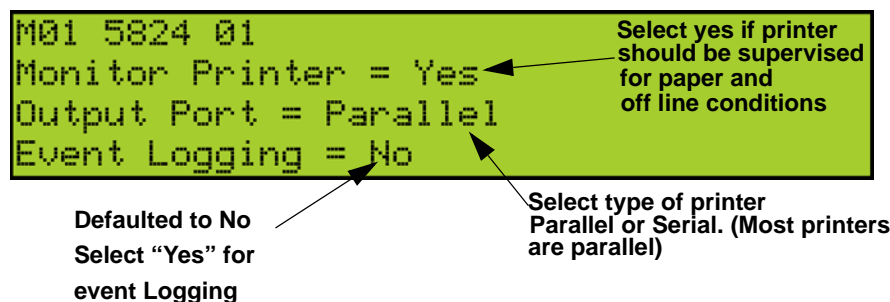 M01 5824 01
Monitor Printer = Yes
Output Port = Parallel
Event Logging = No
Select yes if printer
should be supervised
for paper and
off line conditions
Select type of printer
Parallel or Serial. (Most printers
are parallel)
Defaulted to No
Select “Yes” for
event Logging